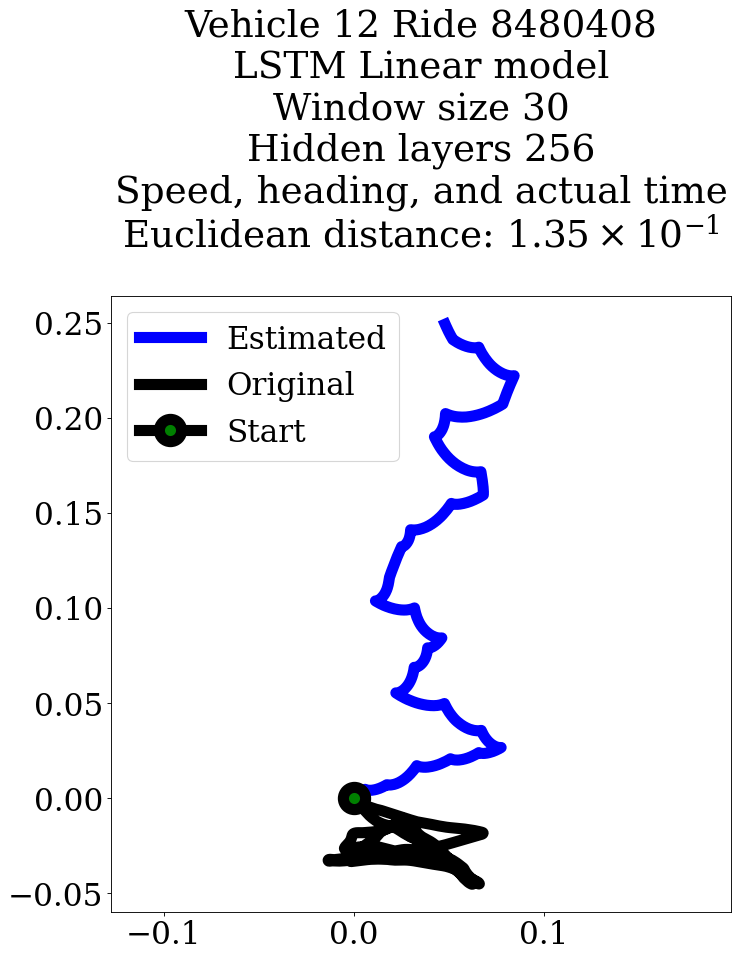 Vehicle 12 Ride 8480408
LSTM Linear model
Window size 30
Hidden layers 256
Speed, heading, and actual time
Euclidean distance: 1.35 × 10⁻¹
Estimated
Original
Start
0.25
0.20
0.15
0.10
0.05
0.00
−0.05
−0.1 0.0 0.1